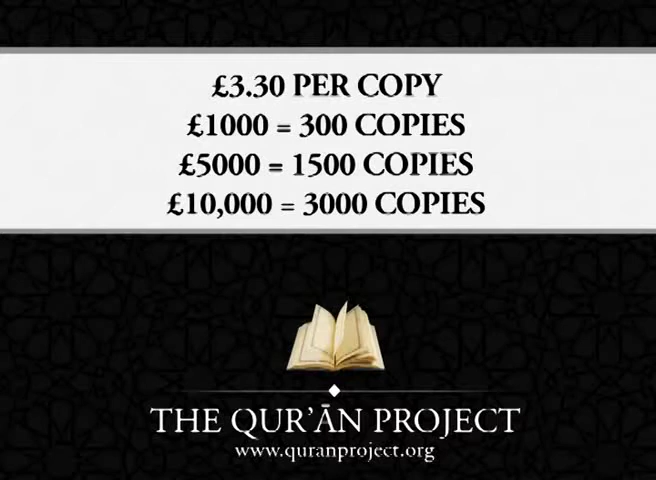 £3.30 PER COPY
£1000 = 300 COPIES
£5000 = 1500 COPIES
£10,000 = 3000 COPIES
THE QUR'ĀN PROJECT
www.quranproject.org